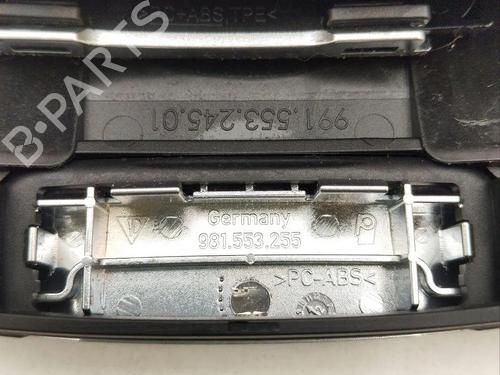 >PC-ABS,TPE<
B-PARTS
991.553.245.01
Germany
981.553.255
>PC-ABS<